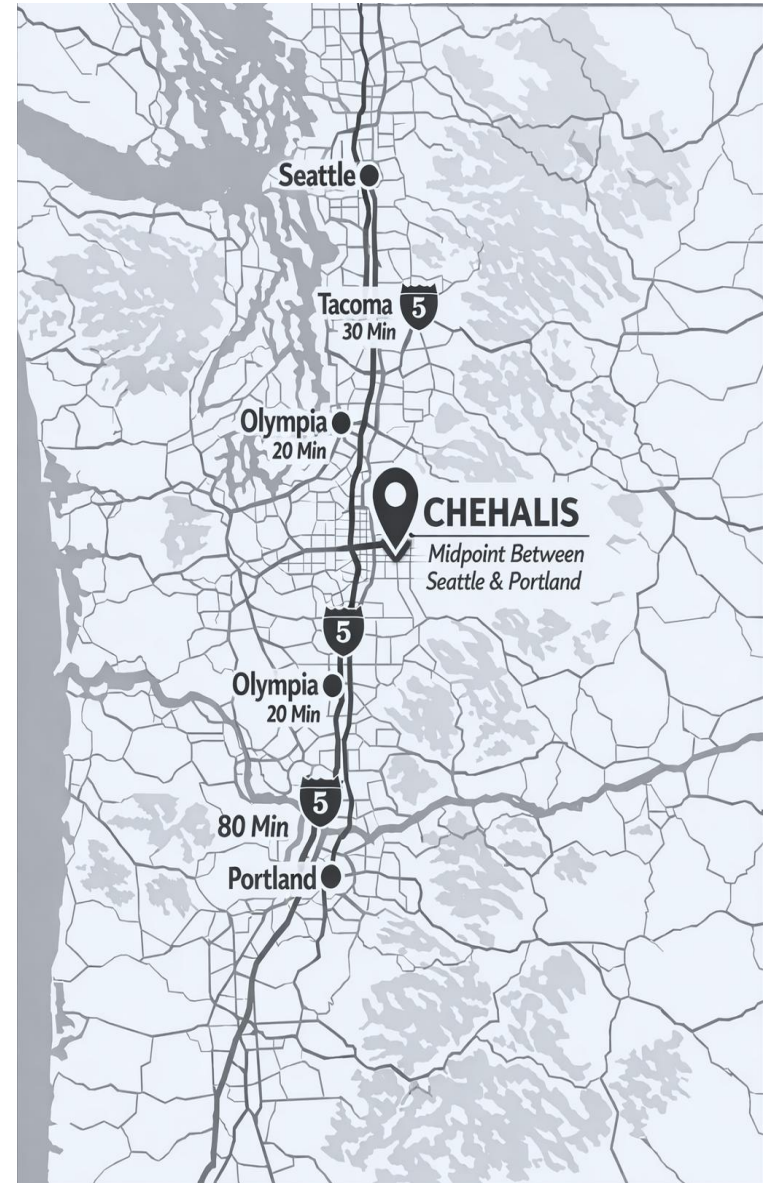 Seattle
Tacoma
5
30 Min
Olympia
20 Min
CHEHALIS
Midpoint Between
Seattle & Portland
5
Olympia
20 Min
5
80 Min
Portland